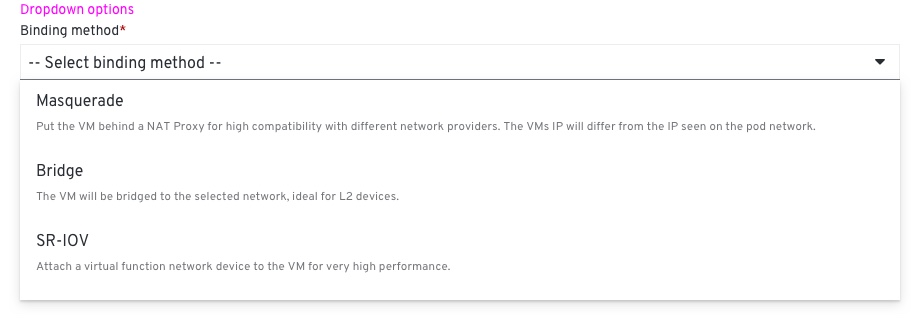 Dropdown options
Binding method*
-- Select binding method --
Masquerade
Put the VM behind a NAT Proxy for high compatibility with different network providers. The VMs IP will differ from the IP seen on the pod network.
Bridge
The VM will be bridged to the selected network, ideal for L2 devices.
SR-IOV
Attach a virtual function network device to the VM for very high performance.